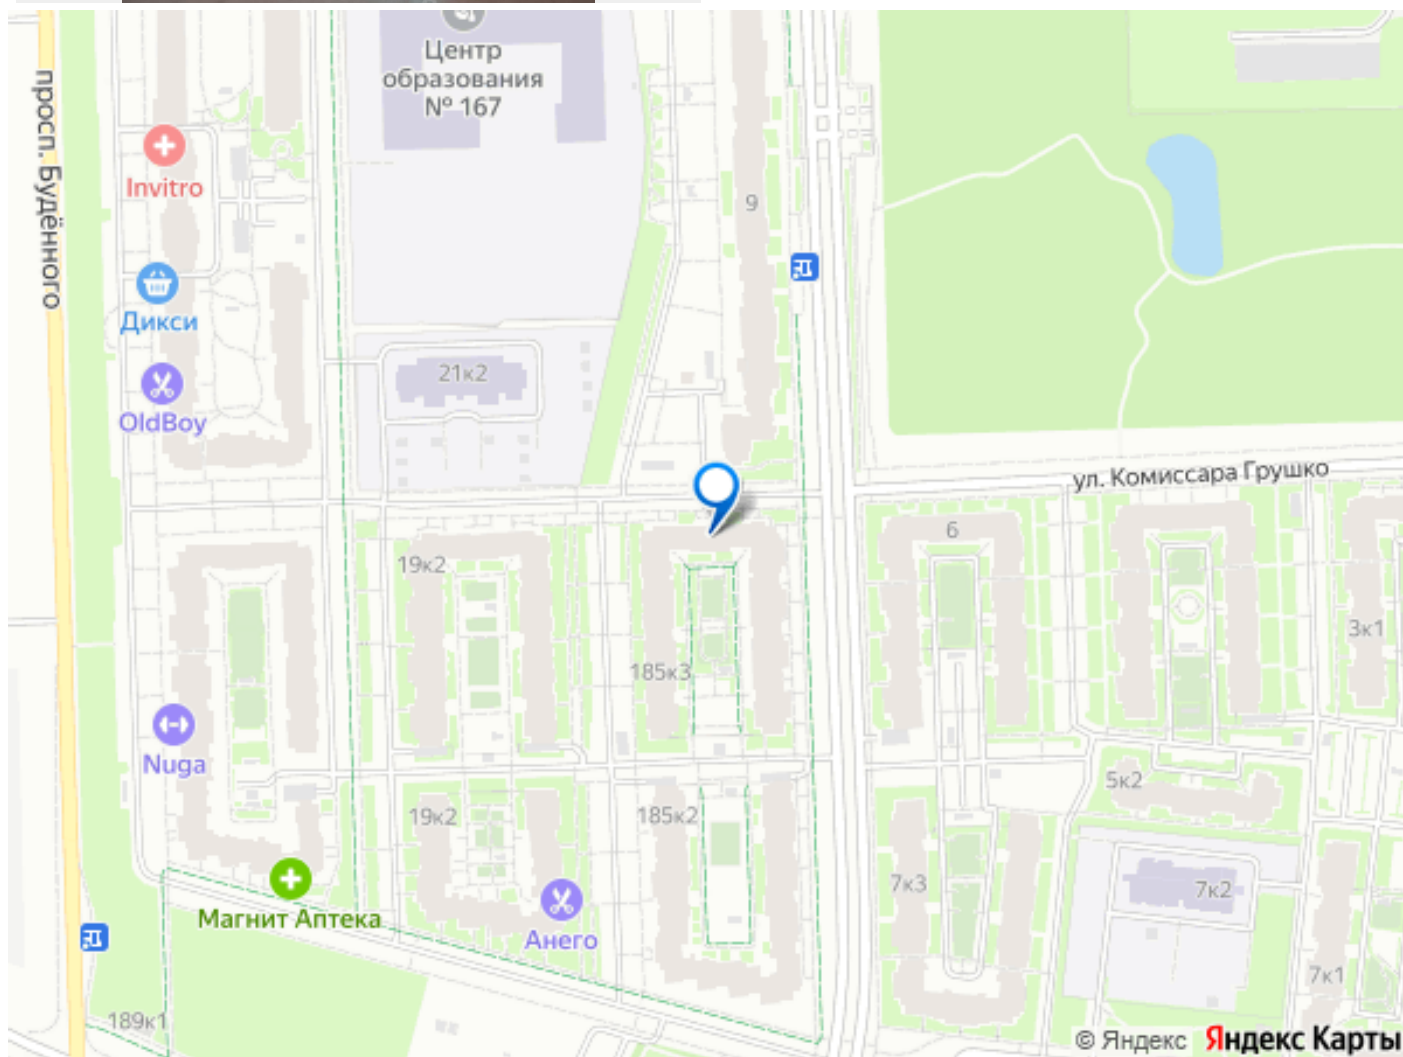 Центр
образования
№ 167
просп. Будённого
Invitro
9
Дикси
21к2
OldBoy
ул. Комиссара Грушко
6
19к2
3к1
185к3
Nuga
5к2
19к2
185к2
7к3
7к2
Магнит Аптека
Анего
7к1
189к1
© Яндекс Яндекс Карты